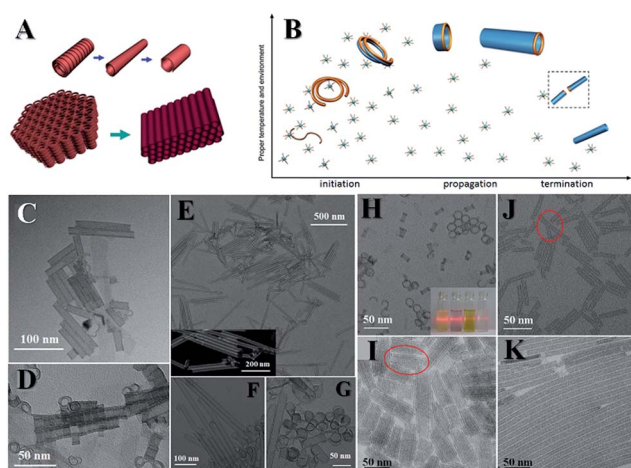 A
B
Proper temperature and environment
initiation
propagation
termination
C
100 nm
D
50 nm
E
500 nm
200 nm
F
100 nm
G
50 nm
H
50 nm
I
50 nm
J
50 nm
K
50 nm